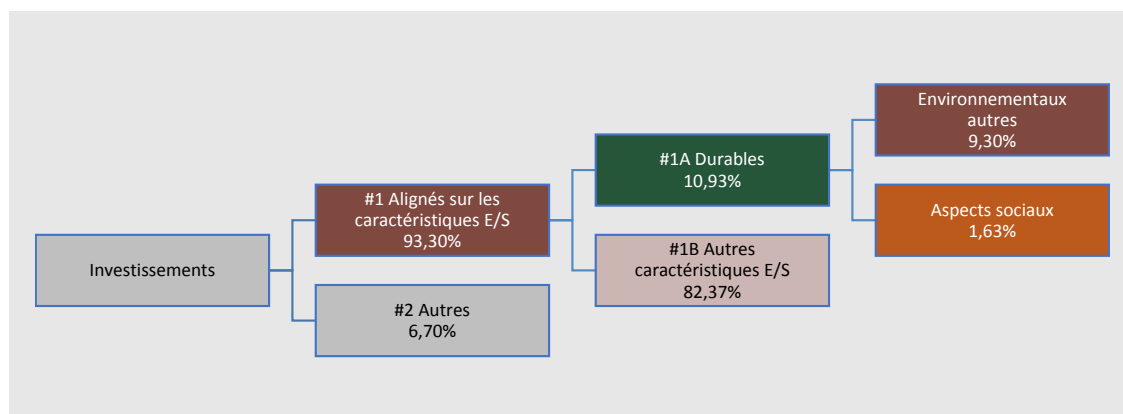 Investissements
#1 Alignés sur les
caractéristiques E/S
93,30%
#2 Autres
6,70%
#1A Durables
10,93%
#1B Autres
caractéristiques E/S
82,37%
Environnementaux
autres
9,30%
Aspects sociaux
1,63%